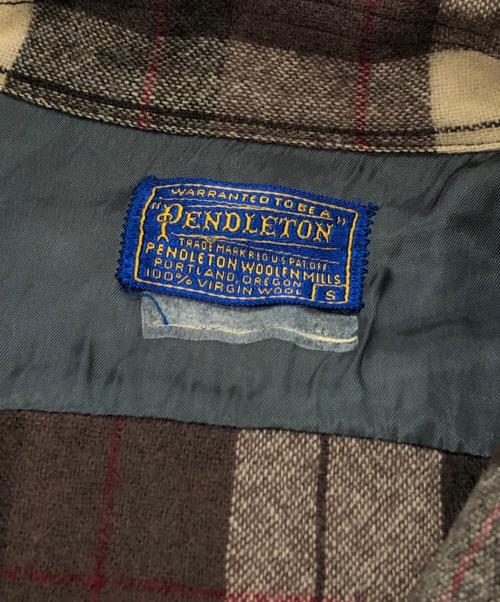 WARRANTED TO BE A
"PENDLETON"
TRADE MARK REG U.S. PAT. OFF.
PENDLETON WOOLEN MILLS
PORTLAND, OREGON
100% VIRGIN WOOL S